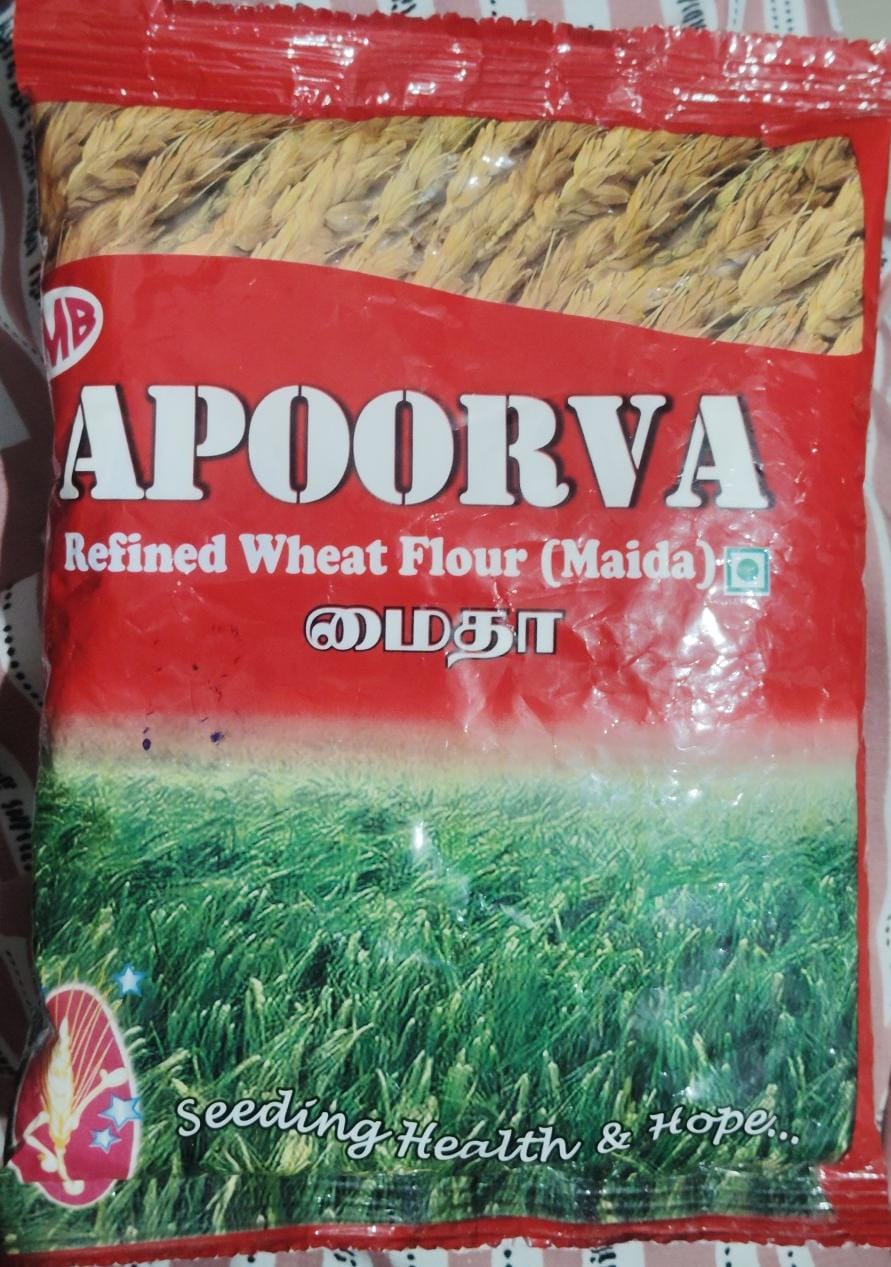 MB
APOORVA
Refined Wheat Flour (Maida)
மைதா
Seeding Health & Hope...